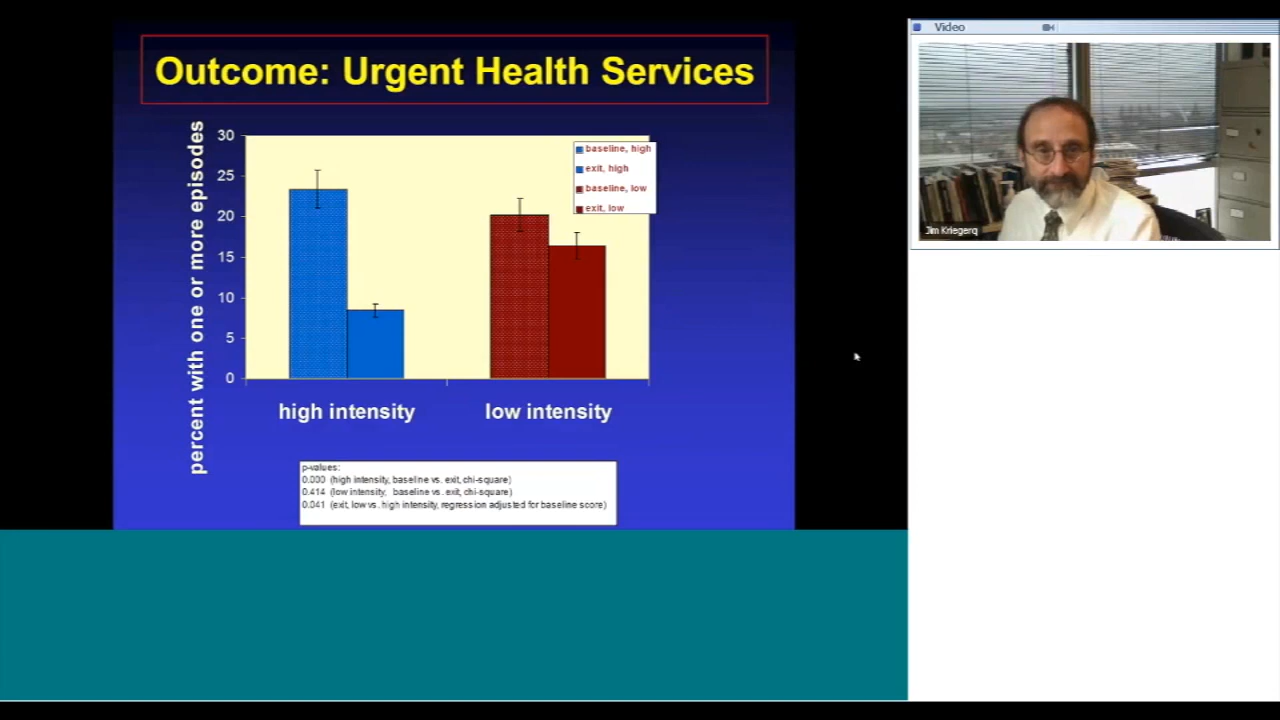 Outcome: Urgent Health Services
percent with one or more episodes
30
25
20
15
10
5
0
baseline, high
exit, high
baseline, low
exit, low
high intensity
low intensity
p-values:
0.000 (high intensity, baseline vs. exit, chi-square)
0.414 (low intensity, baseline vs. exit, chi-square)
0.041 (exit, low vs. high intensity, regression adjusted for baseline score)
Video
Jim Kriegerq